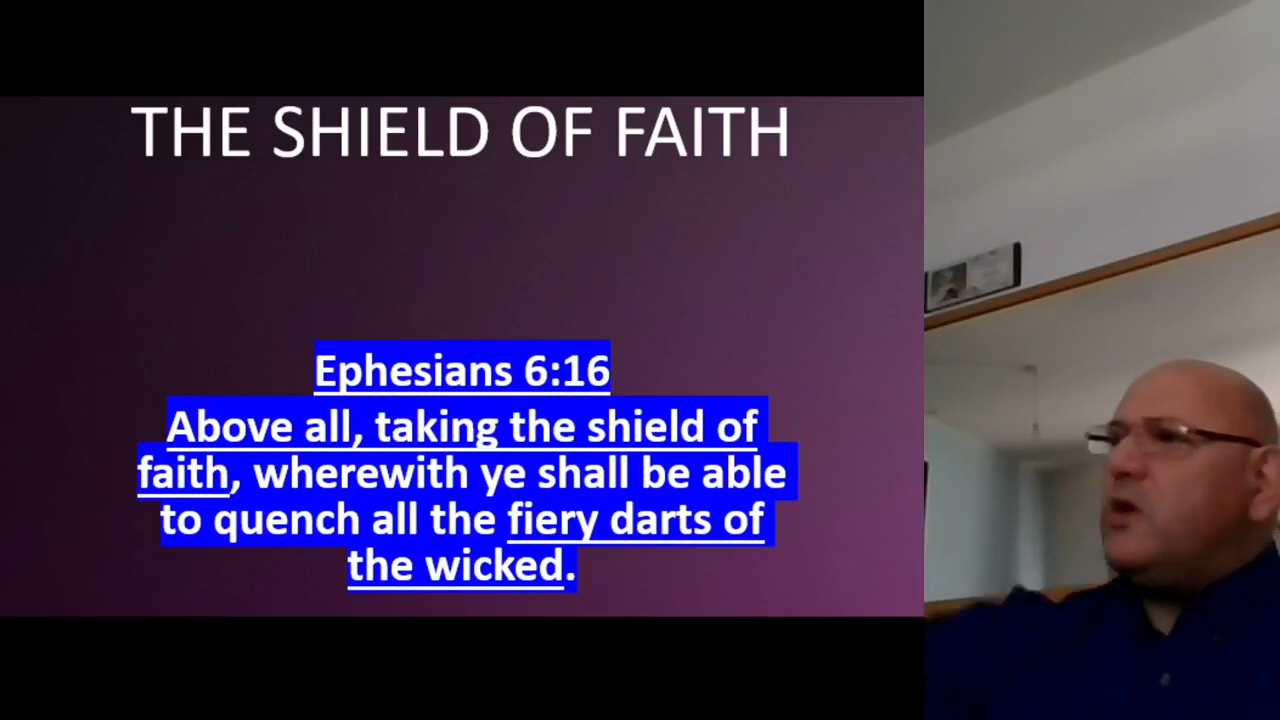 THE SHIELD OF FAITH
Ephesians 6:16
Above all, taking the shield of
faith, wherewith ye shall be able
to quench all the fiery darts of
the wicked.